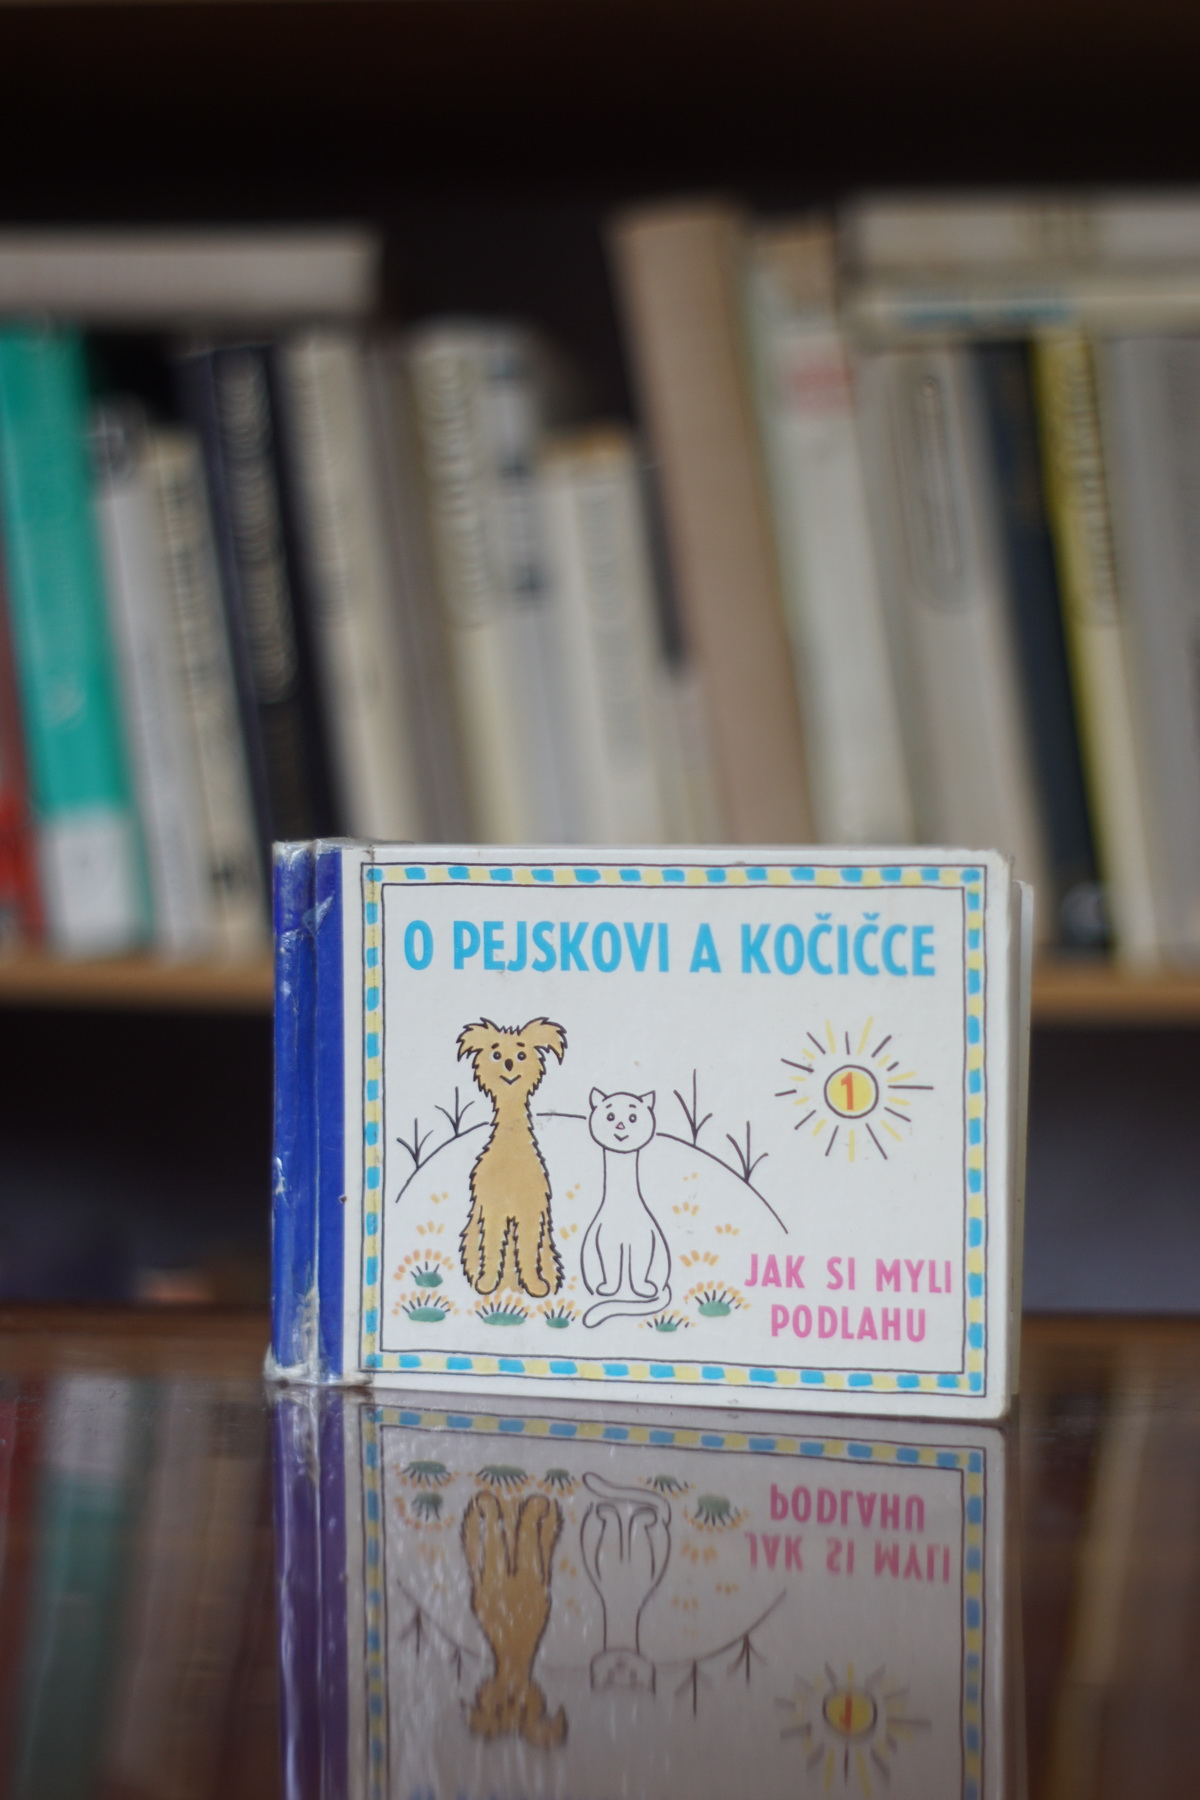 O PEJSKOVI A KOČIČCE
1
JAK SI MYLI
PODLAHU